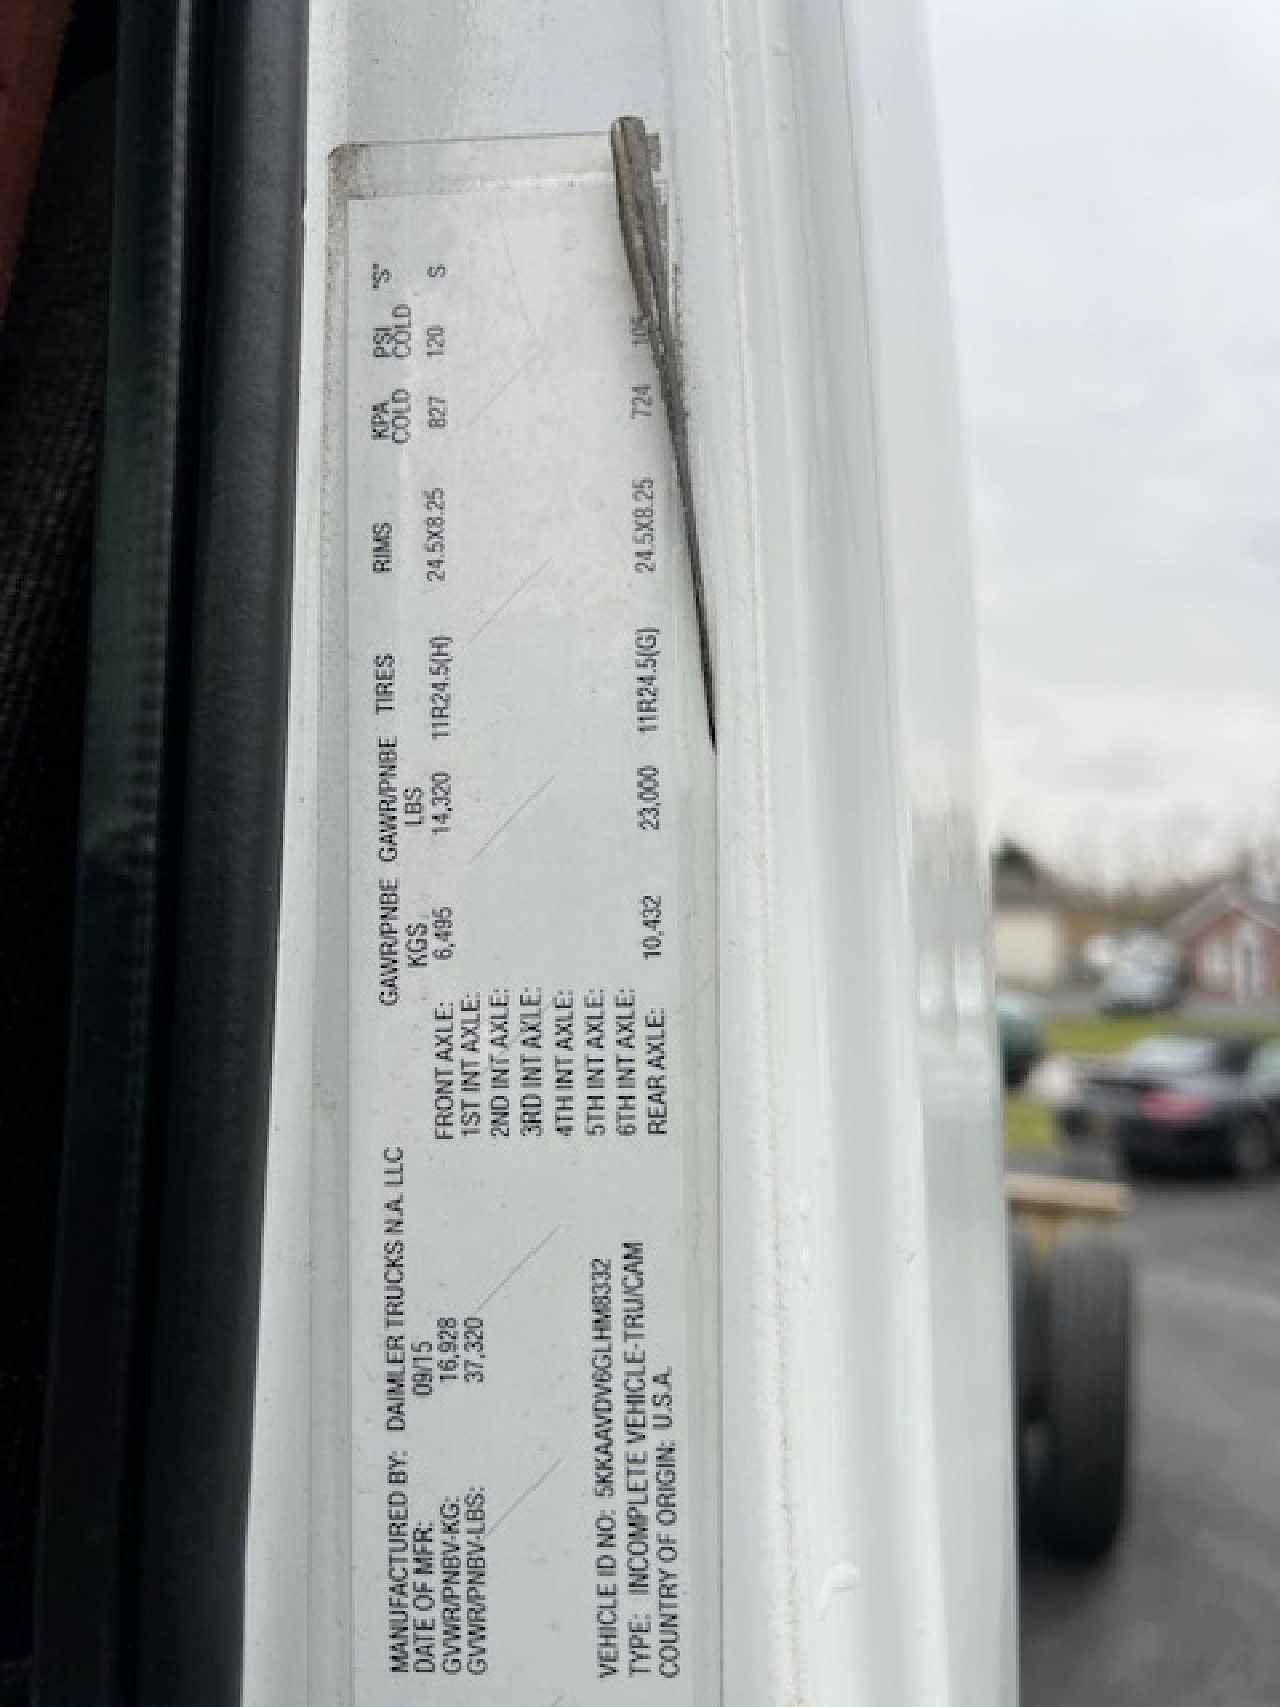 MANUFACTURED BY: DAIMLER TRUCKS N.A. LLC
DATE OF MFR: 09/15
GVWR/PNBV-KG: 16,928
GVWR/PNBV-LBS: 37,320
VEHICLE ID NO: 5KKAAVDV6GLHM8332
TYPE: INCOMPLETE VEHICLE-TRU/CAM
COUNTRY OF ORIGIN: U.S.A.
GAWR/PNBE KGS GAWR/PNBE LBS TIRES RIMS KPA COLD PSI COLD "S"
FRONT AXLE: 6,495 14,320 11R24.5(H) 24.5X8.25 827 120 S
1ST INT AXLE:
2ND INT AXLE:
3RD INT AXLE:
4TH INT AXLE:
5TH INT AXLE:
6TH INT AXLE:
REAR AXLE: 10,432 23,000 11R24.5(G) 24.5X8.25 724 105